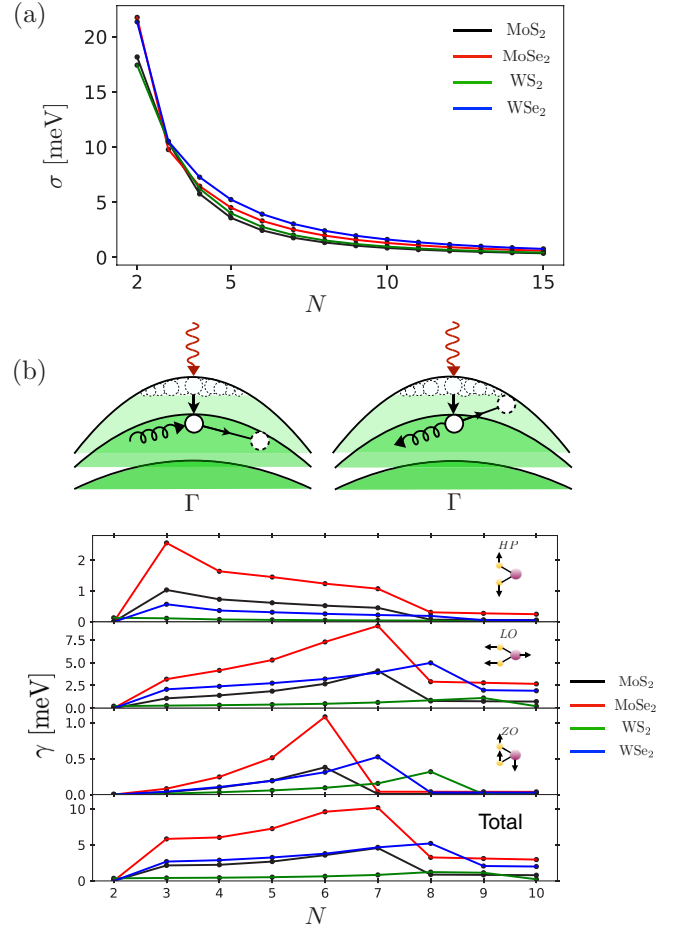 (a)
20
15
10
5
0
σ [meV]
MoS₂
MoSe₂
WS₂
WSe₂
2
5
10
15
N
(b)
Γ
Γ
2
1
0
HP
7.5
5.0
2.5
0.0
LO
1.0
0.5
0.0
ZO
10
5
0
Total
γ [meV]
MoS₂
MoSe₂
WS₂
WSe₂
2
3
4
5
6
7
8
9
10
N